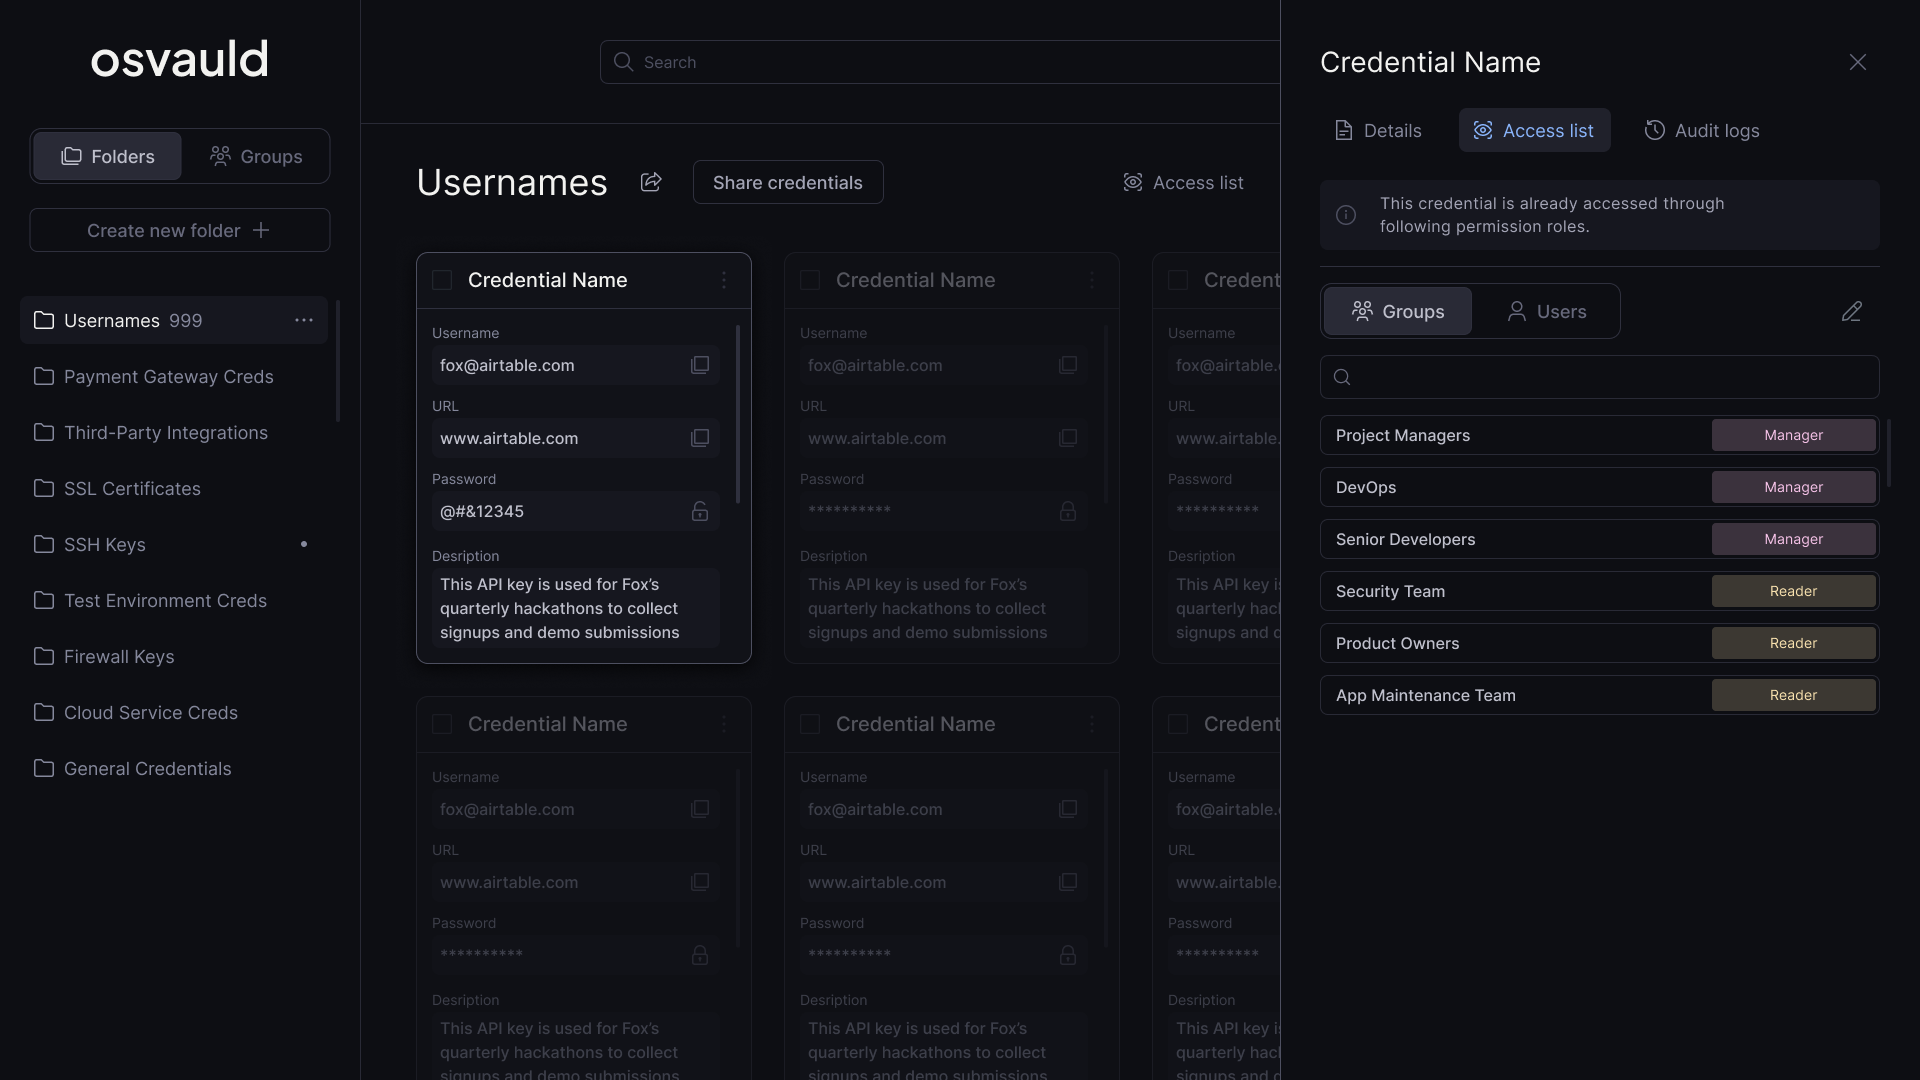 osvauld
Folders
Groups
Create new folder
Usernames 999
Payment Gateway Creds
Third-Party Integrations
SSL Certificates
SSH Keys
Test Environment Creds
Firewall Keys
Cloud Service Creds
General Credentials
Search
Usernames
Share credentials
Access list
Credential Name
Username
fox@airtable.com
URL
www.airtable.com
Password
@#&12345
Desription
This API key is used for Fox’s
quarterly hackathons to collect
signups and demo submissions
Credential Name
Username
fox@airtable.com
URL
www.airtable.com
Password
**********
Desription
This API key is used for Fox’s
quarterly hackathons to collect
signups and demo submissions
Credent
Username
fox@airtable.
URL
www.airtable.
Password
**********
Desription
This API key i
quarterly hac
signups and d
Credential Name
Username
fox@airtable.com
URL
www.airtable.com
Password
**********
Desription
This API key is used for Fox’s
quarterly hackathons to collect
signups and demo submissions
Credential Name
Username
fox@airtable.com
URL
www.airtable.com
Password
**********
Desription
This API key is used for Fox’s
quarterly hackathons to collect
signups and demo submissions
Credent
Username
fox@airtable.
URL
www.airtable.
Password
**********
Desription
This API key i
quarterly hac
signups and d
Credential Name
Details
Access list
Audit logs
This credential is already accessed through
following permission roles.
Groups
Users
Project Managers Manager
DevOps Manager
Senior Developers Manager
Security Team Reader
Product Owners Reader
App Maintenance Team Reader